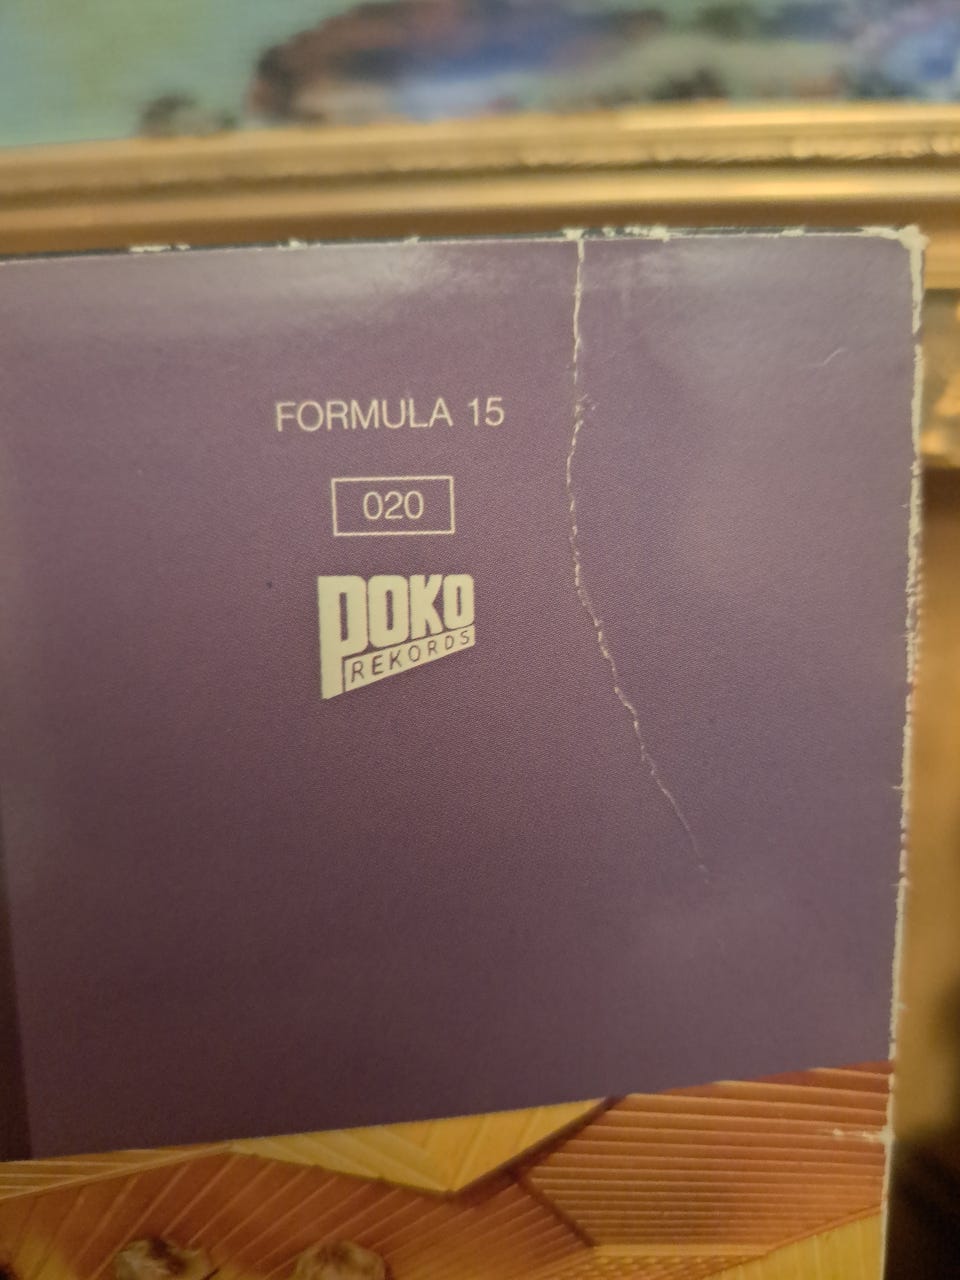 FORMULA 15
020
POKO
REKORDS